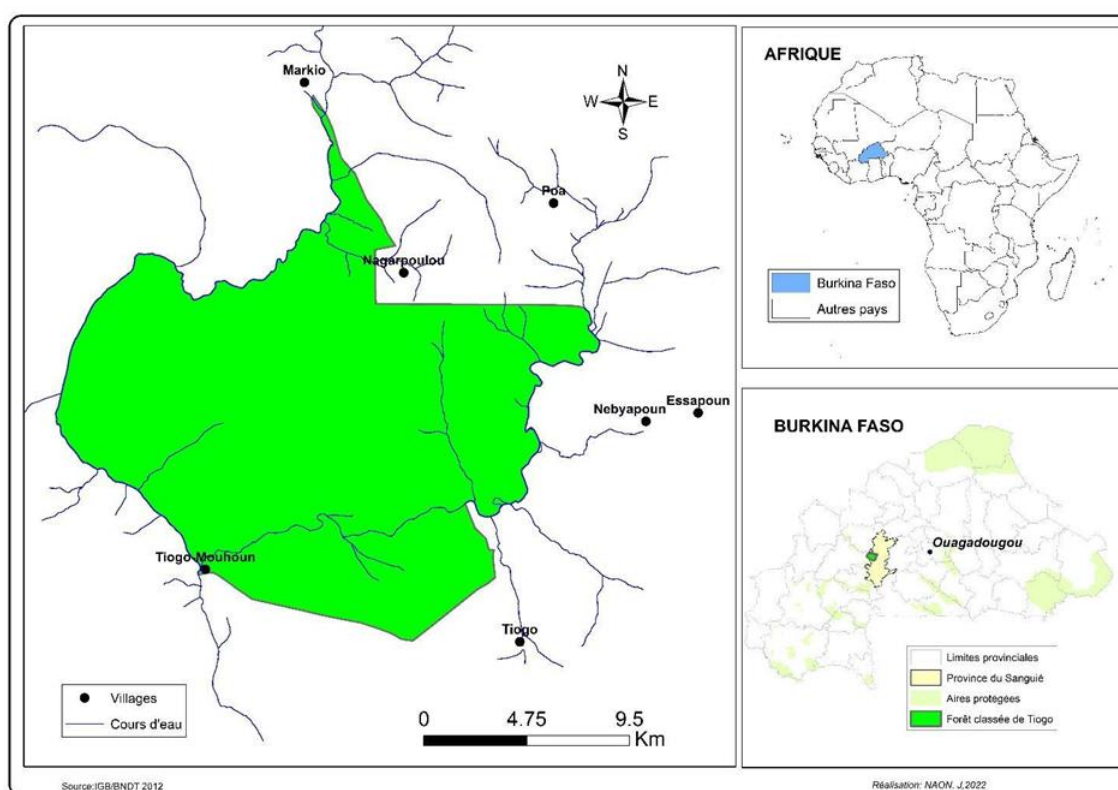 Markio
N
W E
S
Poa
Nagarpoulou
Nebyapoun
Essapoun
Tiogo Mouhoun
Tiogo
Villages
Cours d'eau
0 4.75 9.5
Km
AFRIQUE
Burkina Faso
Autres pays
BURKINA FASO
Ouagadougou
Limites provinciales
Province du Sanguié
Aires protégées
Forêt classée de Tiogo
Source:IGB/BNDT 2012
Réalisation: NAON. J,2022